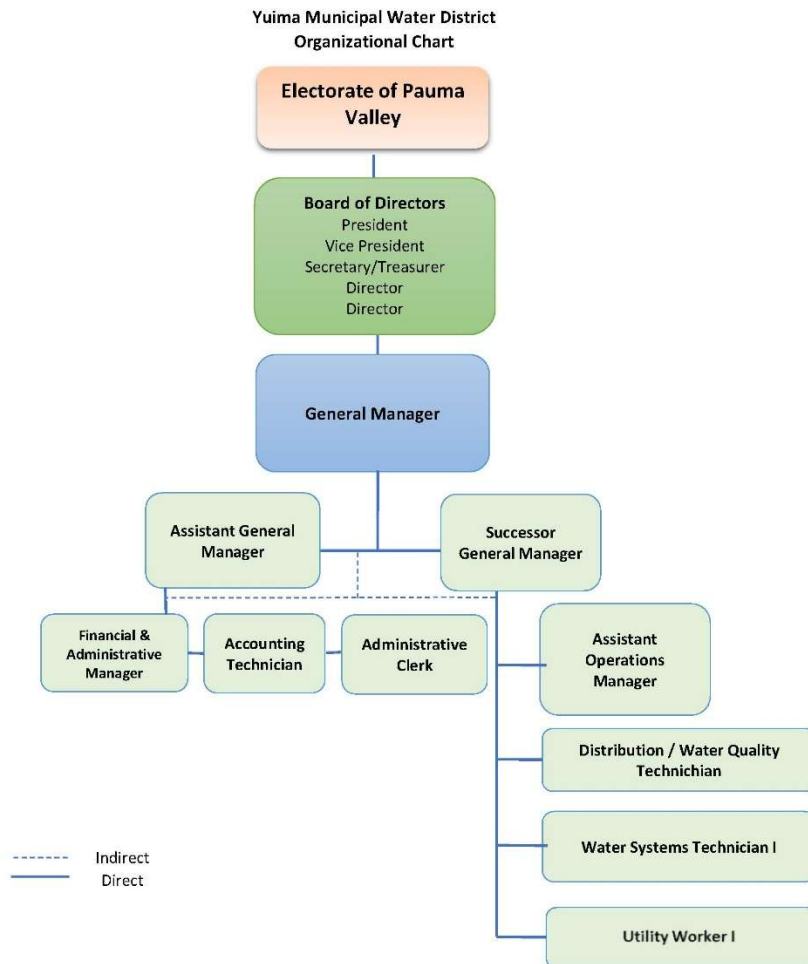 Yuima Municipal Water District
Organizational Chart
Electorate of Pauma
Valley
Board of Directors
President
Vice President
Secretary/Treasurer
Director
Director
General Manager
Assistant General
Manager
Successor
General Manager
Financial &
Administrative
Manager
Accounting
Technician
Administrative
Clerk
Assistant
Operations
Manager
Distribution / Water Quality
Technichian
Water Systems Technician I
Utility Worker I
Indirect
Direct